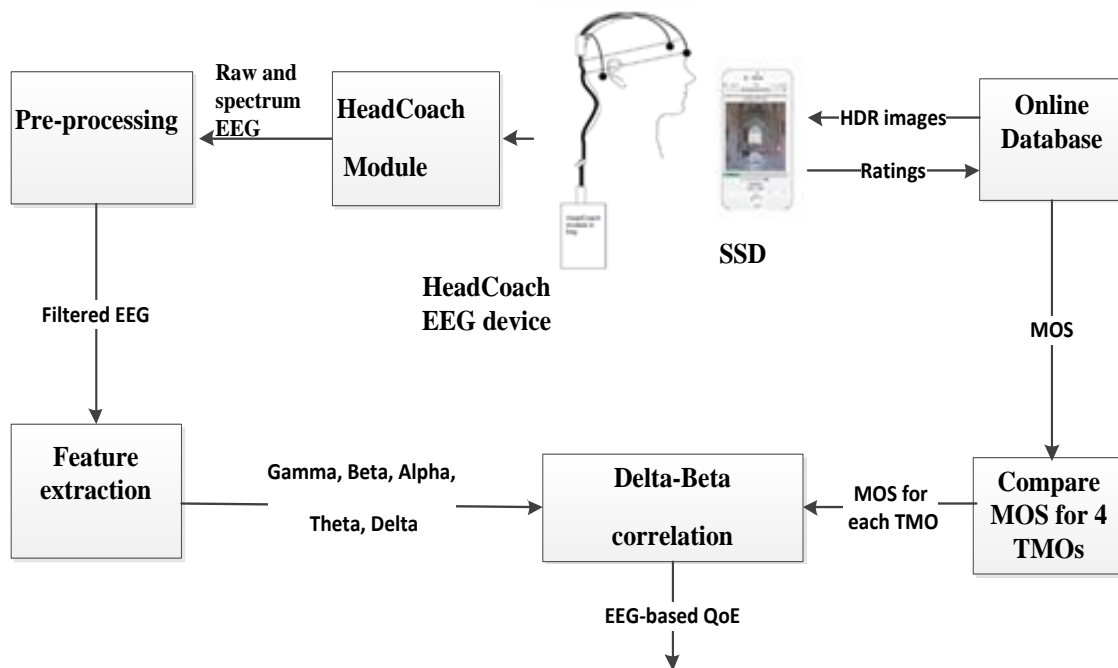 Pre-processing
Raw and
spectrum
EEG
HeadCoach
Module
HeadCoach
EEG device
SSD
HDR images
Ratings
Online
Database
Filtered EEG
MOS
Feature
extraction
Gamma, Beta, Alpha,
Theta, Delta
Delta-Beta
correlation
MOS for
each TMO
Compare
MOS for 4
TMOs
EEG-based QoE